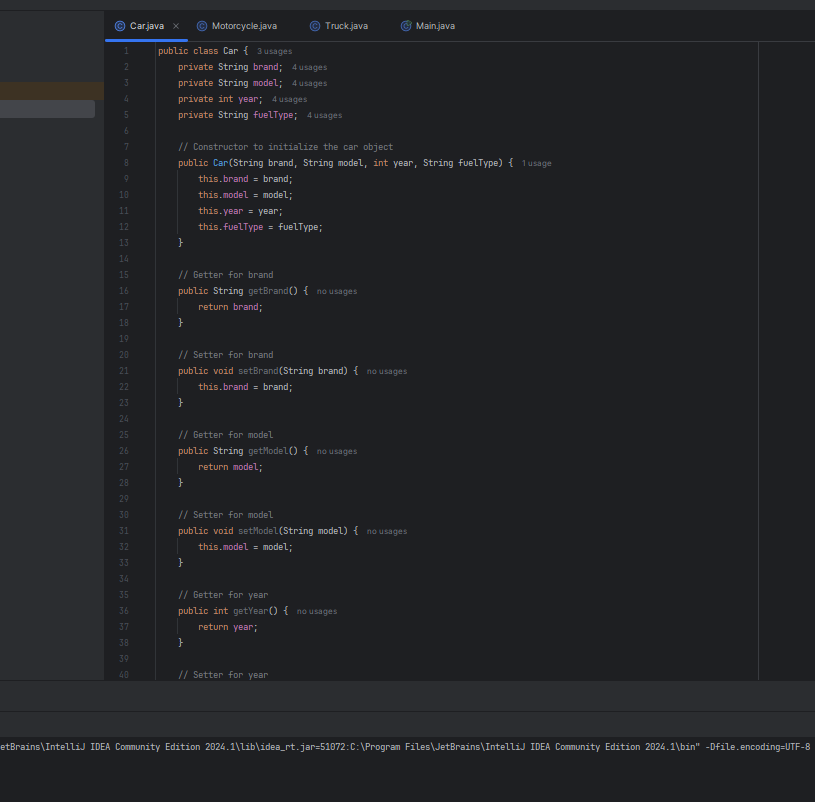 Car.java Motorcycle.java Truck.java Main.java
1 public class Car { 3 usages
2 private String brand; 4 usages
3 private String model; 4 usages
4 private int year; 4 usages
5 private String fuelType; 4 usages
6
7 // Constructor to initialize the car object
8 public Car(String brand, String model, int year, String fuelType) { 1 usage
9 this.brand = brand;
10 this.model = model;
11 this.year = year;
12 this.fuelType = fuelType;
13 }
14
15 // Getter for brand
16 public String getBrand() { no usages
17 return brand;
18 }
19
20 // Setter for brand
21 public void setBrand(String brand) { no usages
22 this.brand = brand;
23 }
24
25 // Getter for model
26 public String getModel() { no usages
27 return model;
28 }
29
30 // Setter for model
31 public void setModel(String model) { no usages
32 this.model = model;
33 }
34
35 // Getter for year
36 public int getYear() { no usages
37 return year;
38 }
39
40 // Setter for year
etBrains\IntelliJ IDEA Community Edition 2024.1\lib\idea_rt.jar=51072:C:\Program Files\JetBrains\IntelliJ IDEA Community Edition 2024.1\bin" -Dfile.encoding=UTF-8